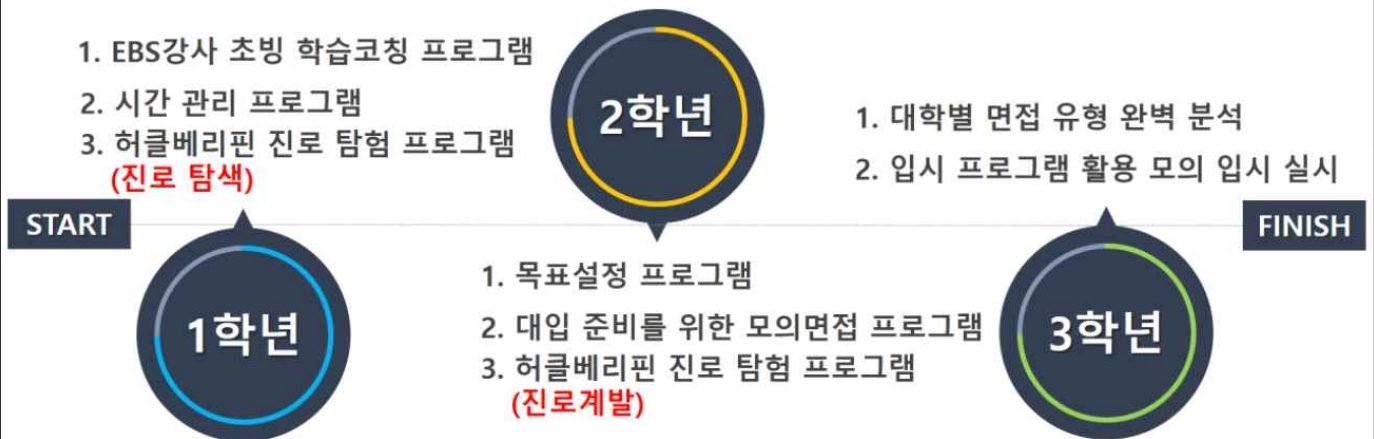 START
1학년
1. EBS강사 초빙 학습코칭 프로그램
2. 시간 관리 프로그램
3. 허클베리핀 진로 탐험 프로그램
(진로 탐색)
2학년
1. 목표설정 프로그램
2. 대입 준비를 위한 모의면접 프로그램
3. 허클베리핀 진로 탐험 프로그램
(진로계발)
3학년
1. 대학별 면접 유형 완벽 분석
2. 입시 프로그램 활용 모의 입시 실시
FINISH